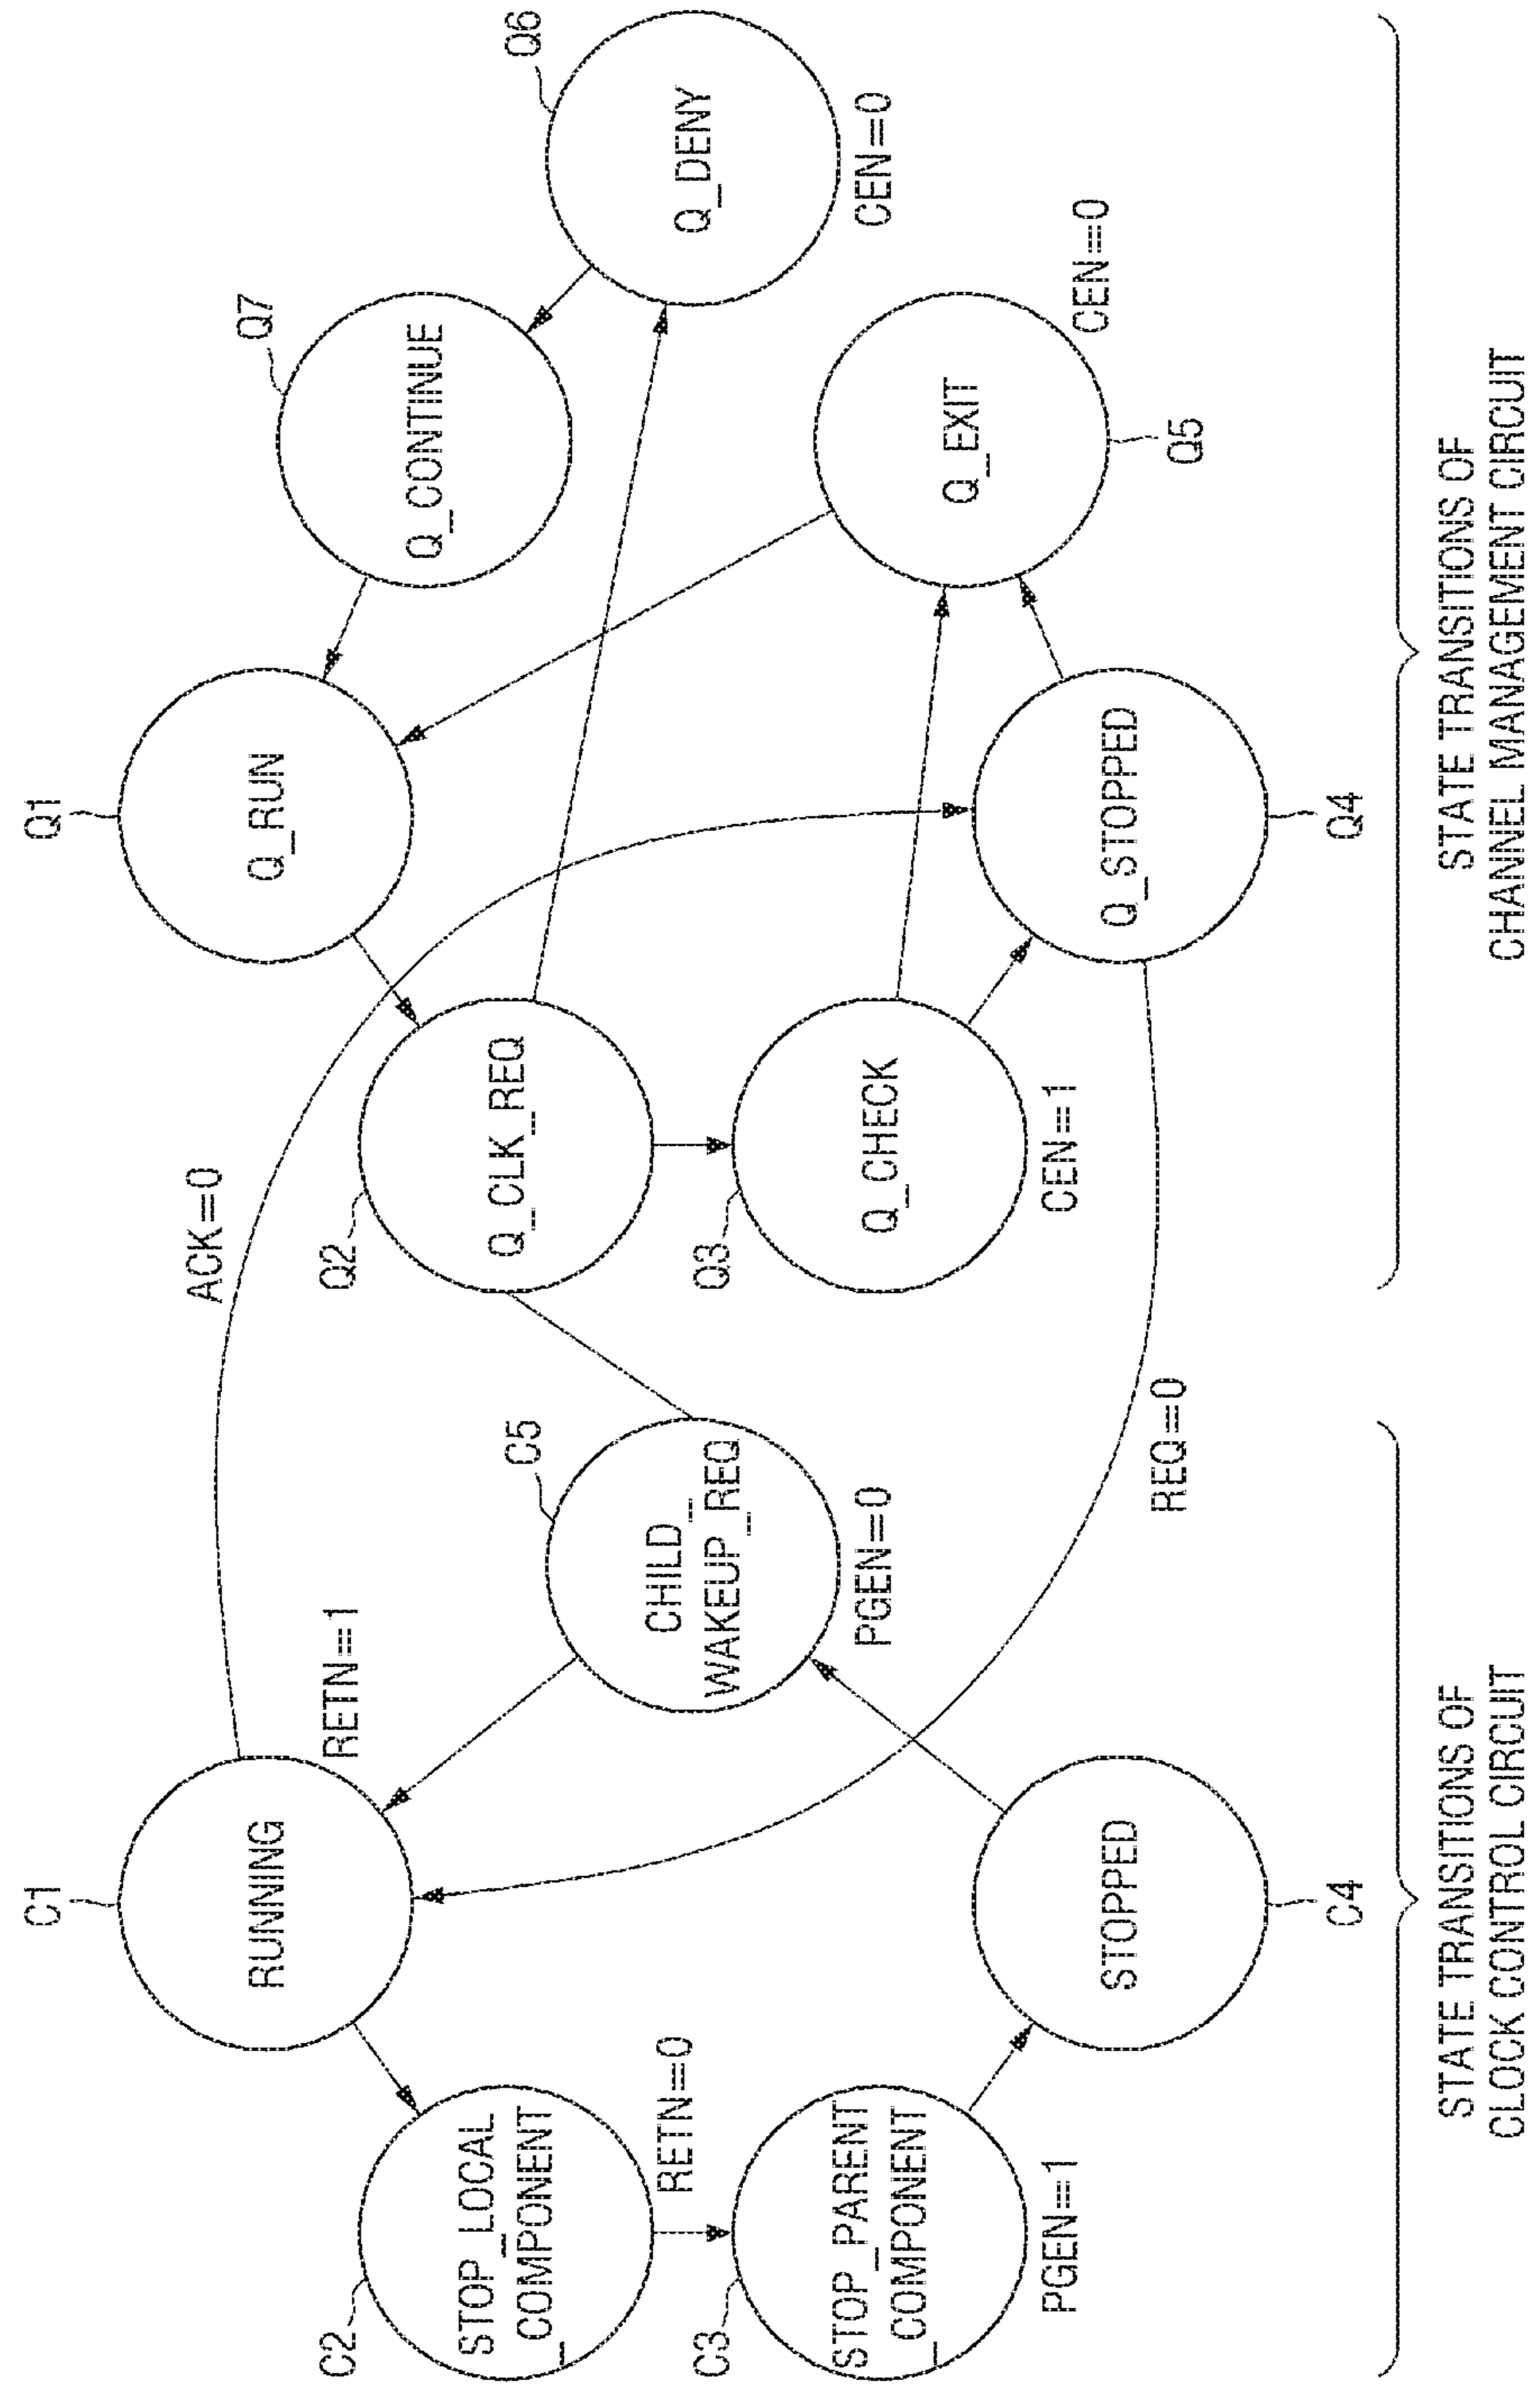 C1
RUNNING
RETN=1
C2
STOP_LOCAL
_COMPONENT
RETN=0
C3
STOP_PARENT
_COMPONENT
PGEN=1
STOPPED
C4
C5
CHILD_
WAKEUP_REQ
PGEN=0
ACK=0
REQ=0
STATE TRANSITIONS OF
CLOCK CONTROL CIRCUIT
Q1
Q_RUN
Q2
Q_CLK_REQ
Q3
Q_CHECK
CEN=1
Q_STOPPED
Q4
Q_EXIT
CEN=0
Q5
Q6
Q_DENY
CEN=0
Q7
Q_CONTINUE
STATE TRANSITIONS OF
CHANNEL MANAGEMENT CIRCUIT